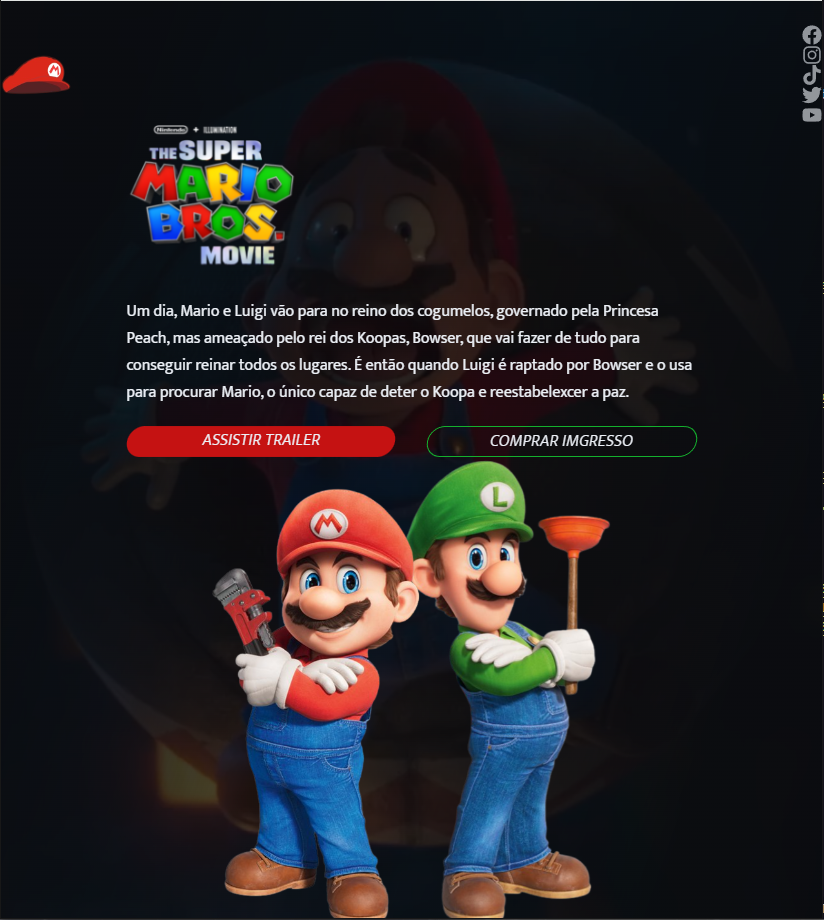 Nintendo + ILLUMINATION
THE SUPER
MARIO
BROS.
MOVIE
Um dia, Mario e Luigi vão para no reino dos cogumelos, governado pela Princesa
Peach, mas ameaçado pelo rei dos Koopas, Bowser, que vai fazer de tudo para
conseguir reinar todos os lugares. É então quando Luigi é raptado por Bowser e o usa
para procurar Mario, o único capaz de deter o Koopa e reestabelexcer a paz.
ASSISTIR TRAILER
COMPRAR IMGRESSO
M
L
M